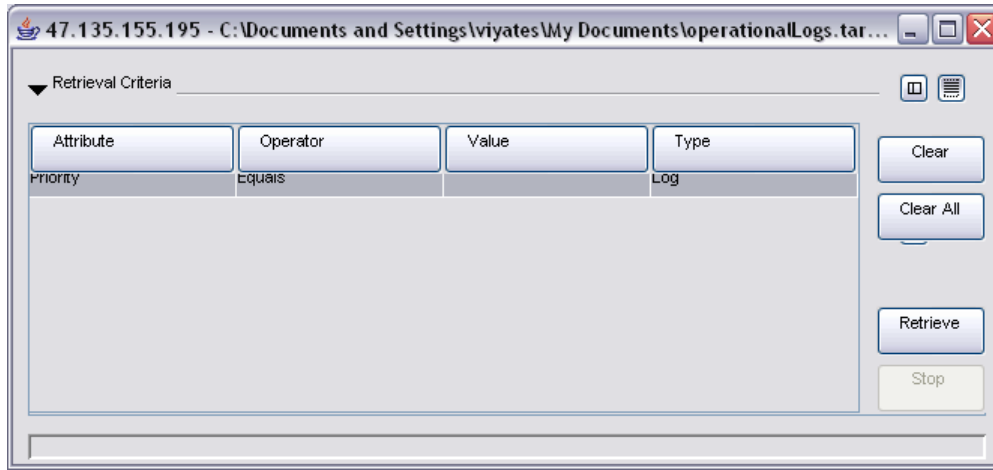 47.135.155.195 - C:\Documents and Settings\viyates\My Documents\operationalLogs.tar...
Retrieval Criteria
Attribute Operator Value Type
Priority Equals Log
Clear
Clear All
Retrieve
Stop